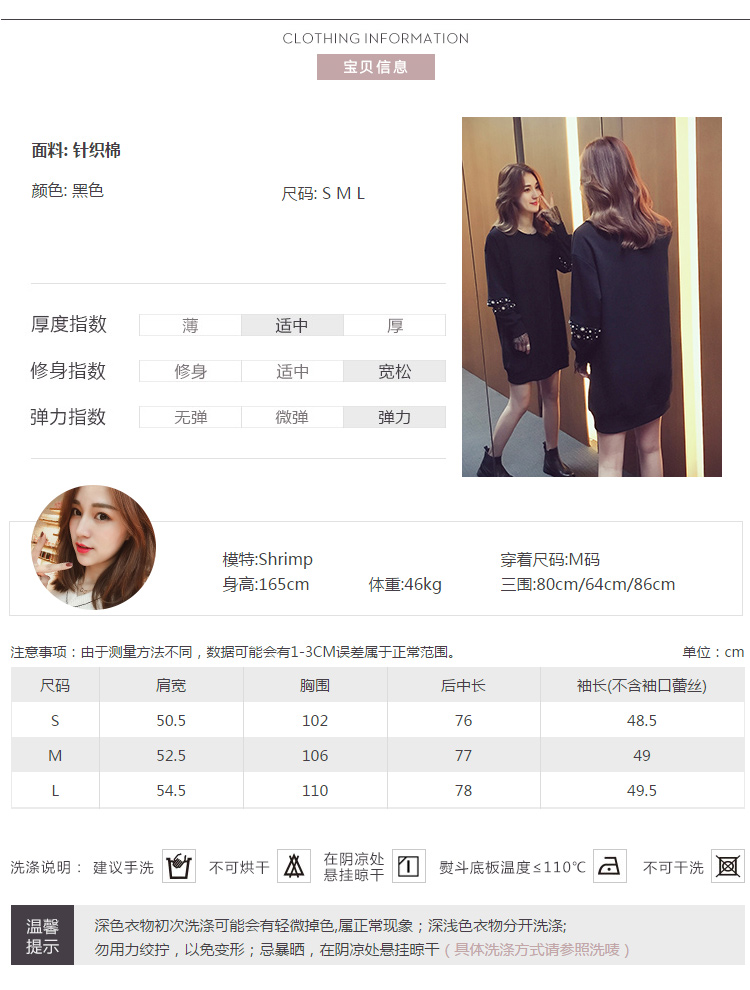 CLOTHING INFORMATION
宝贝信息
面料: 针织棉
颜色: 黑色
尺码: S M L
厚度指数 薄 适中 厚
修身指数 修身 适中 宽松
弹力指数 无弹 微弹 弹力
模特:Shrimp 穿着尺码:M码
身高:165cm 体重:46kg 三围:80cm/64cm/86cm
注意事项：由于测量方法不同，数据可能会有1-3CM误差属于正常范围。 单位：cm
尺码 肩宽 胸围 后中长 袖长(不含袖口蕾丝)
S 50.5 102 76 48.5
M 52.5 106 77 49
L 54.5 110 78 49.5
洗涤说明： 建议手洗 不可烘干 在阴凉处 熨斗底板温度≤110℃ 不可干洗
悬挂晾干
温馨
提示
深色衣物初次洗涤可能会有轻微掉色,属正常现象；深浅色衣物分开洗涤;
勿用力绞拧，以免变形；忌暴晒，在阴凉处悬挂晾干（具体洗涤方式请参照洗唛）